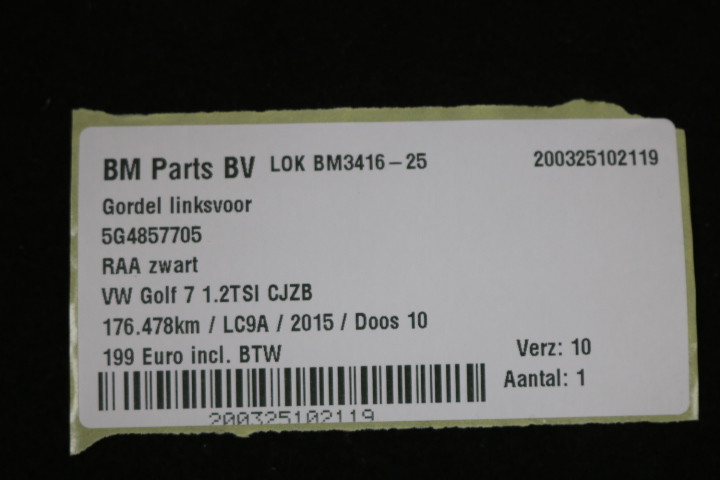 BM Parts BV LOK BM3416-25 200325102119
Gordel linksvoor
5G4857705
RAA zwart
VW Golf 7 1.2TSI CJZB
176.478km / LC9A / 2015 / Doos 10
199 Euro incl. BTW
Verz: 10
Aantal: 1
200325102119